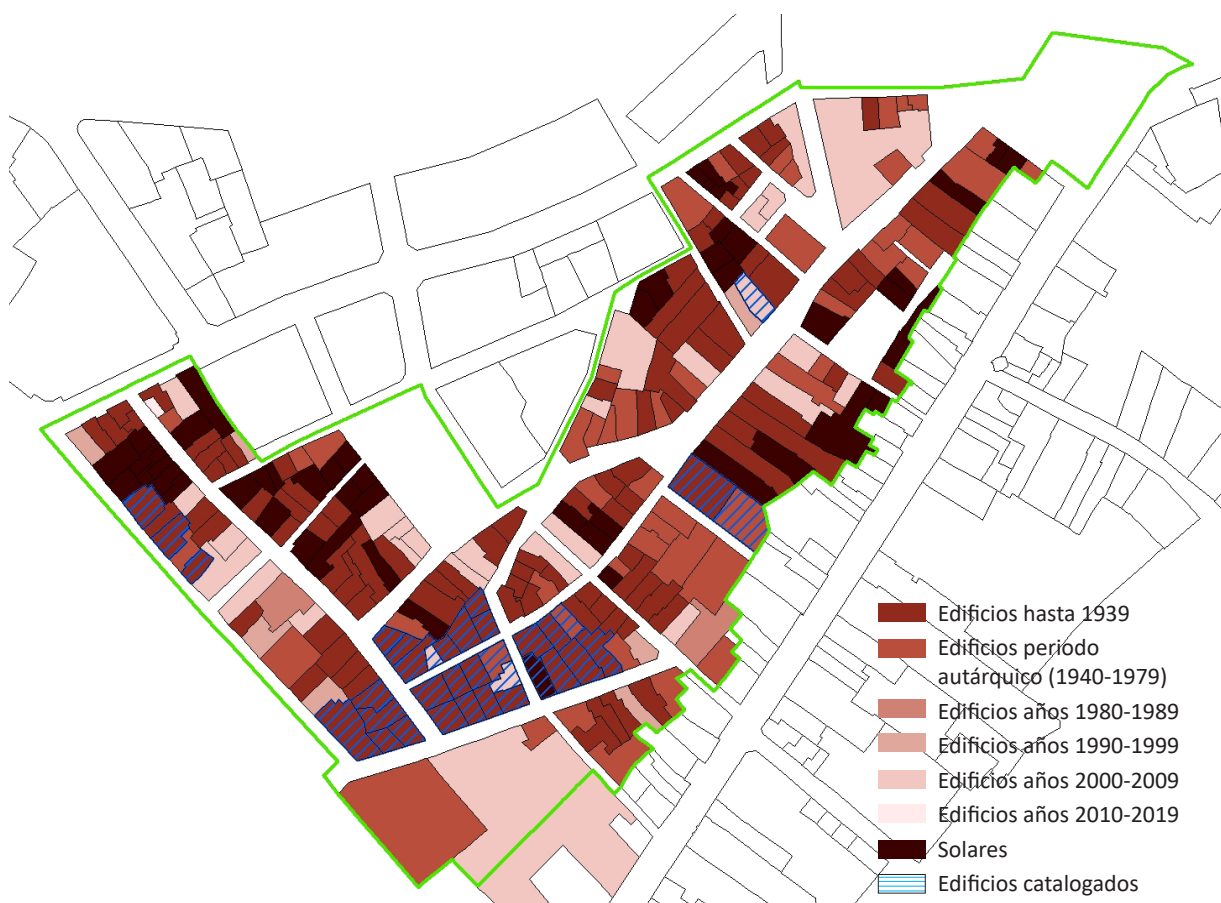 Edificios hasta 1939
Edificios periodo
autárquico (1940-1979)
Edificios años 1980-1989
Edificios años 1990-1999
Edificios años 2000-2009
Edificios años 2010-2019
Solares
Edificios catalogados